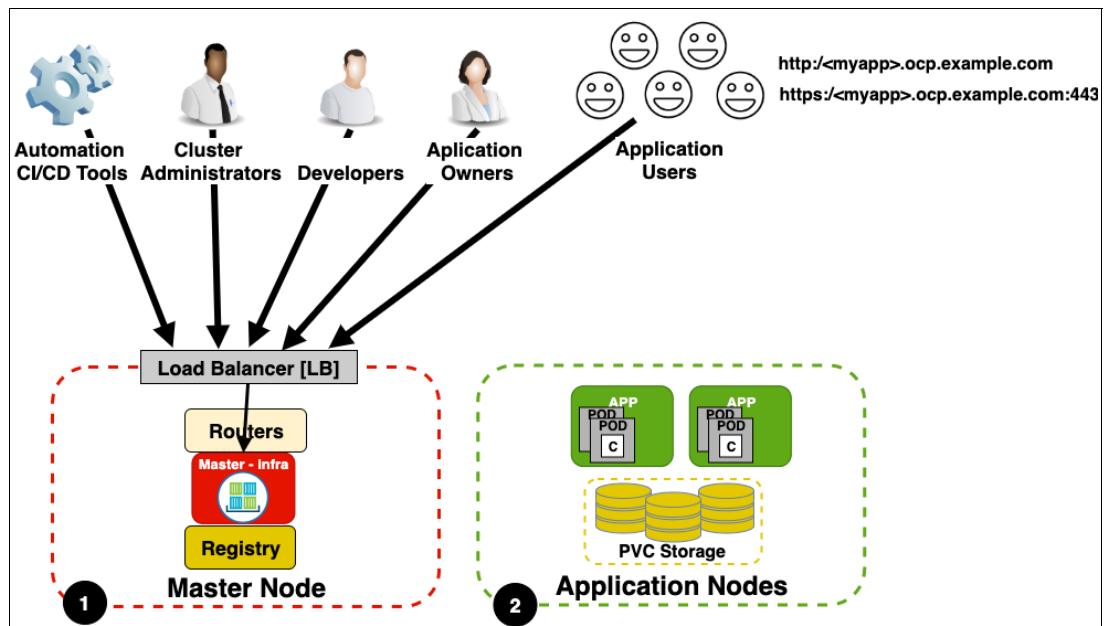 http:/<myapp>.ocp.example.com
https:/<myapp>.ocp.example.com:443
Automation
CI/CD Tools
Cluster
Administrators
Developers
Aplication
Owners
Application
Users
Load Balancer [LB]
Routers
Master - Infra
Registry
Master Node
1
APP
POD
POD
C
APP
POD
POD
C
PVC Storage
Application Nodes
2